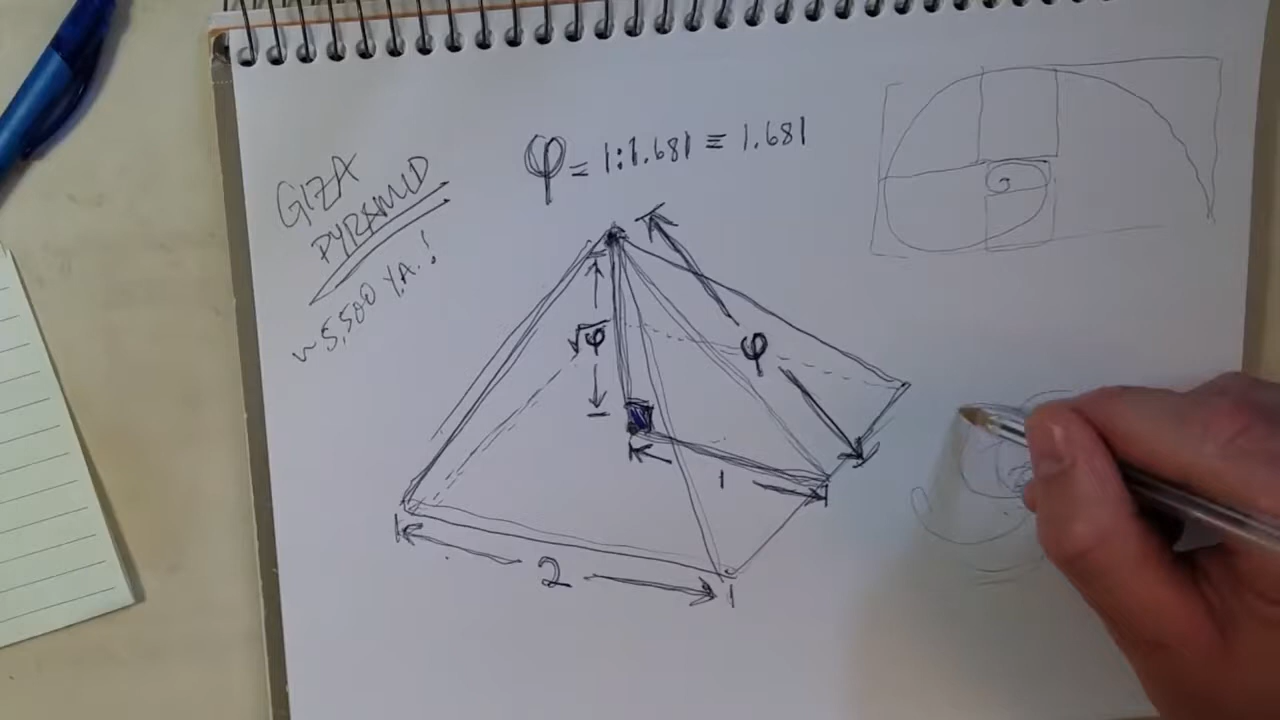 φ = 1:1.681 ≡ 1.681
GIZA
PYRAMID
~5,500 Y.A.!
√φ
φ
1
2